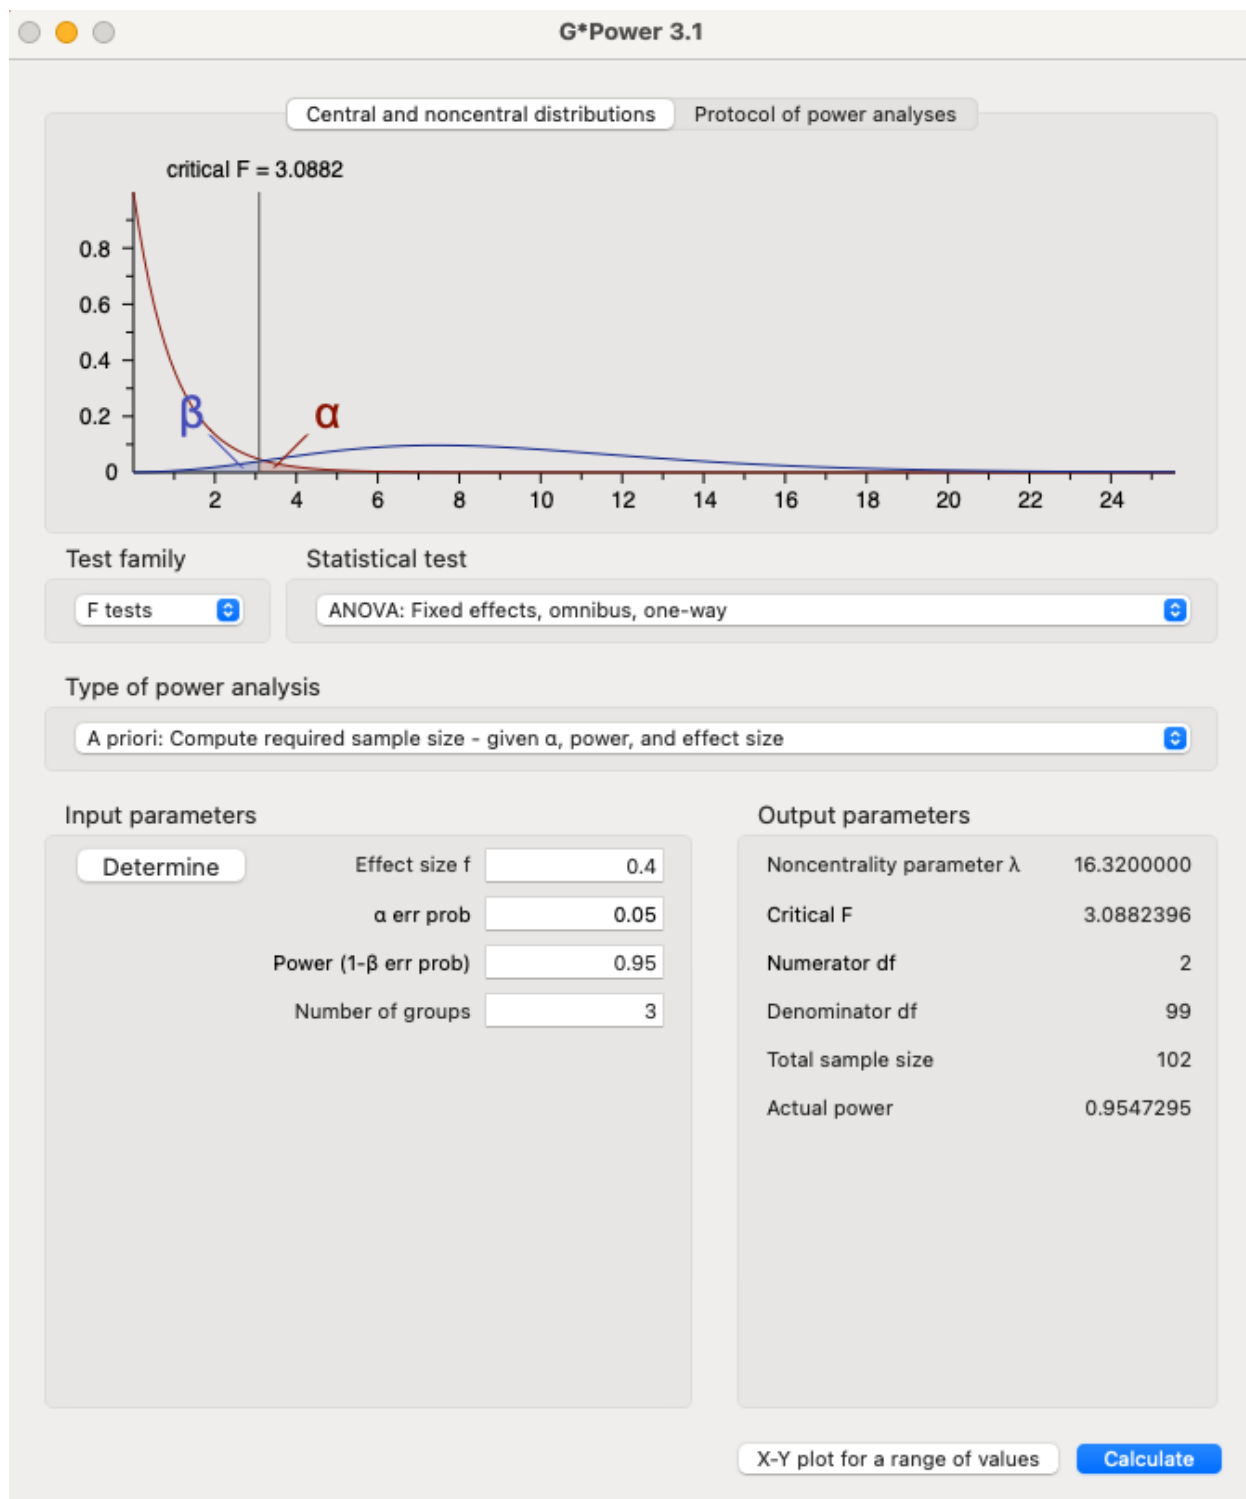 G*Power 3.1
Central and noncentral distributions Protocol of power analyses
critical F = 3.0882
0.8
0.6
0.4
0.2
0
β α
2 4 6 8 10 12 14 16 18 20 22 24
Test family Statistical test
F tests ANOVA: Fixed effects, omnibus, one-way
Type of power analysis
A priori: Compute required sample size - given α, power, and effect size
Input parameters Output parameters
Determine Effect size f 0.4 Noncentrality parameter λ 16.3200000
α err prob 0.05 Critical F 3.0882396
Power (1-β err prob) 0.95 Numerator df 2
Number of groups 3 Denominator df 99
Total sample size 102
Actual power 0.9547295
X-Y plot for a range of values Calculate